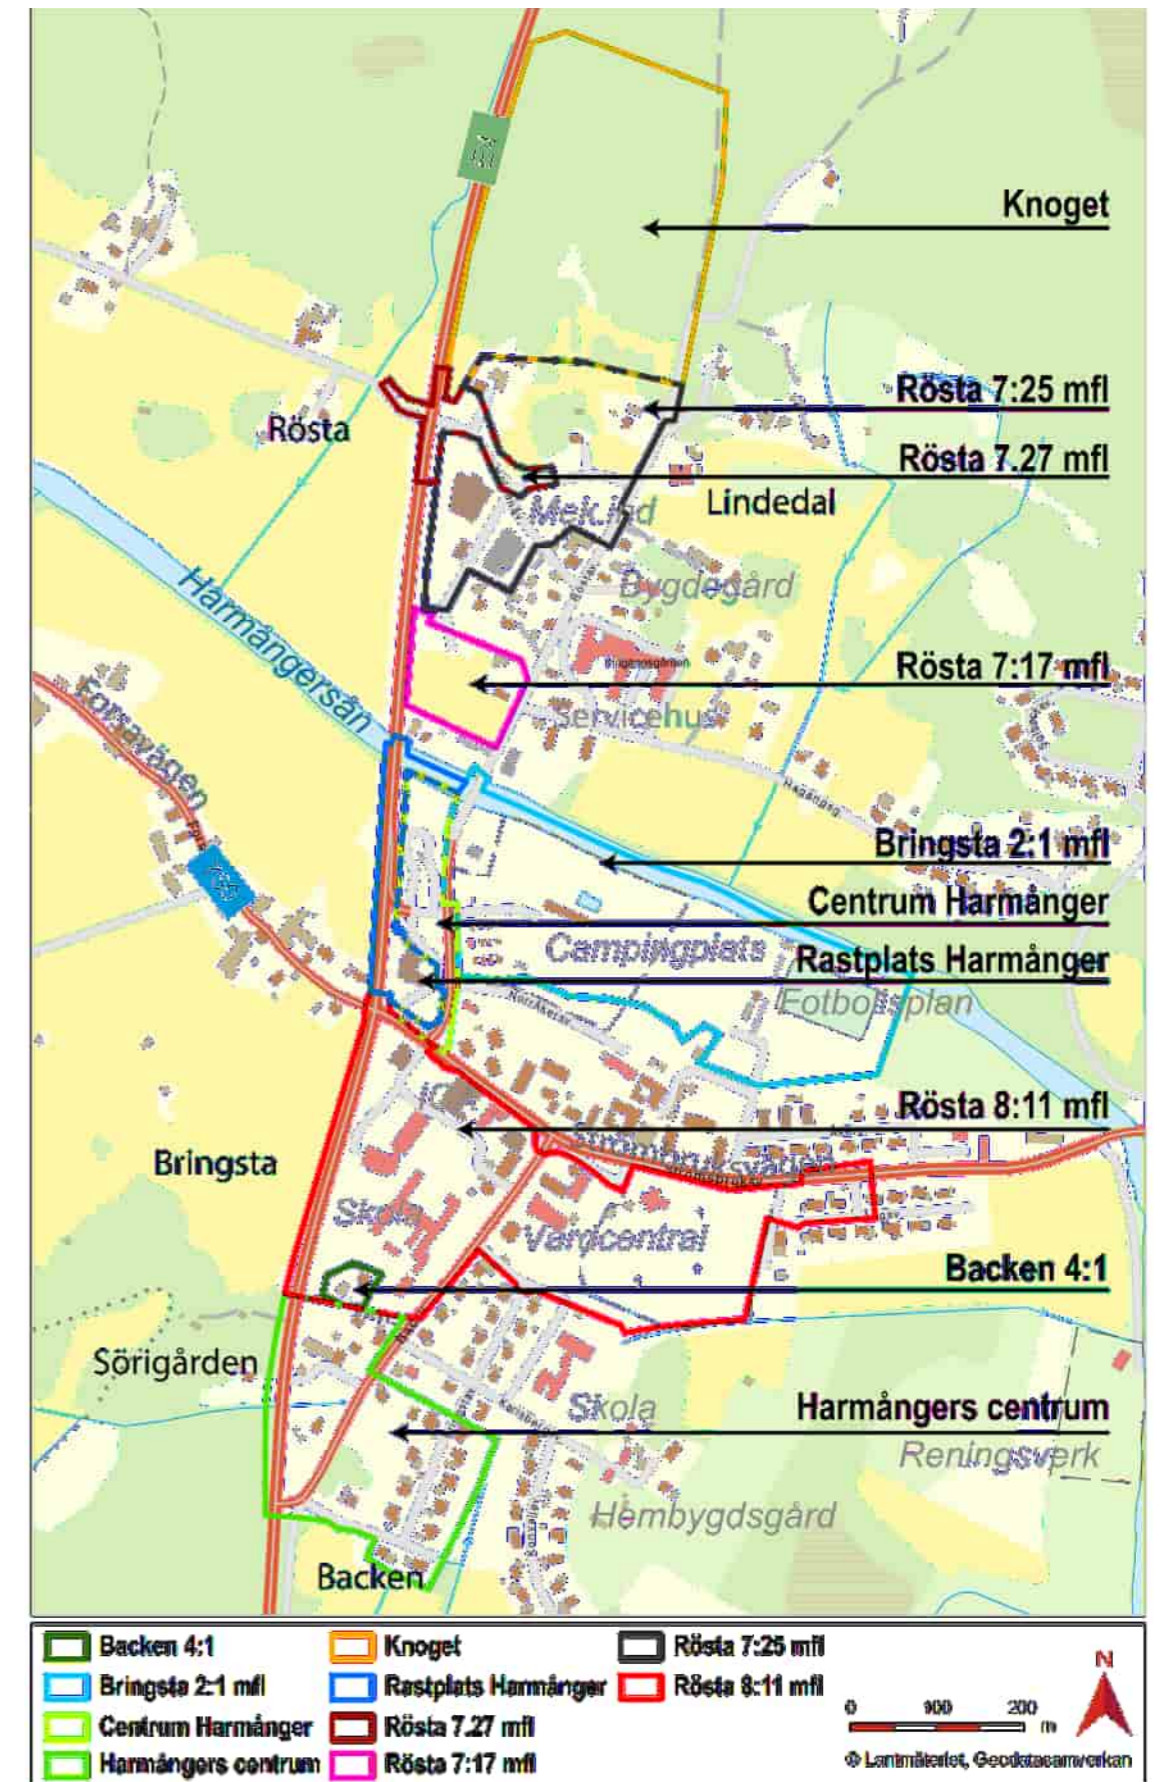 Knoget
Rösta 7:25 mfl
Rösta
Rösta 7.27 mfl
Lindedal
Mek.ind
Bygdegård
Harmångersån
Rösta 7:17 mfl
Servicehus
Forsavägen
Bringsta 2:1 mfl
Centrum Harmånger
Campingplats
Rastplats Harmånger
Fotbollsplan
Rösta 8:11 mfl
ICA
Strömsbruksvägen
Bringsta
Skola
Vårdcentral
Backen 4:1
Sörigården
Skola
Harmångers centrum
Reningsverk
Hembygdsgård
Backen
Backen 4:1
Knoget
Rösta 7:25 mfl
Bringsta 2:1 mfl
Rastplats Harmånger
Rösta 8:11 mfl
Centrum Harmånger
Rösta 7.27 mfl
Harmångers centrum
Rösta 7:17 mfl
N
0 100 200
m
© Lantmäteriet, Geodatasamverkan